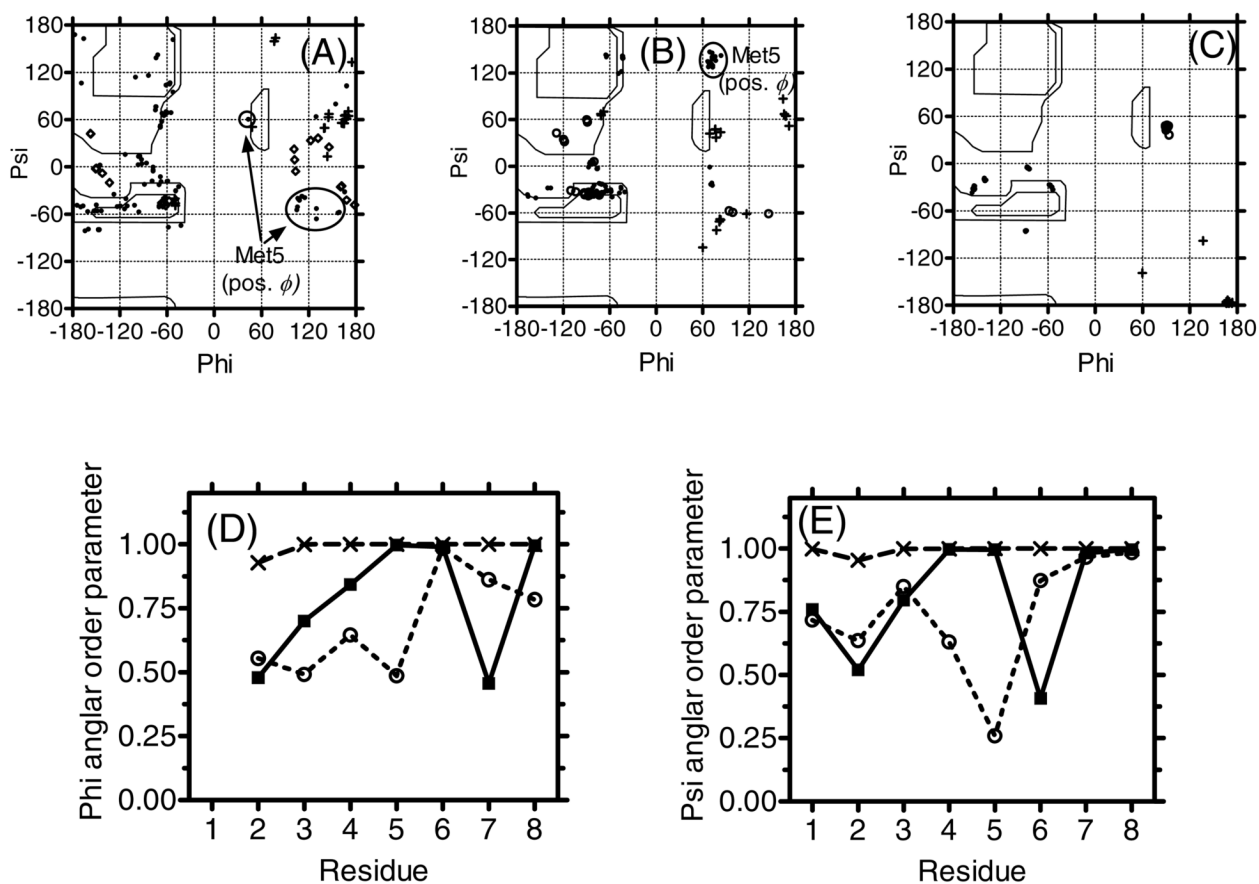 (A)
180
120
60
0
-60
-120
-180
Psi
-180 -120 -60 0 60 120 180
Phi
Met5
(pos. ϕ)
(B)
180
120
60
0
-60
-120
-180
Psi
-180 -120 -60 0 60 120 180
Phi
Met5
(pos. ϕ)
(C)
180
120
60
0
-60
-120
-180
Psi
-180 -120 -60 0 60 120 180
Phi
(D)
Phi anglar order parameter
1.00
0.75
0.50
0.25
0.00
1 2 3 4 5 6 7 8
Residue
(E)
Psi anglar order parameter
1.00
0.75
0.50
0.25
0.00
1 2 3 4 5 6 7 8
Residue